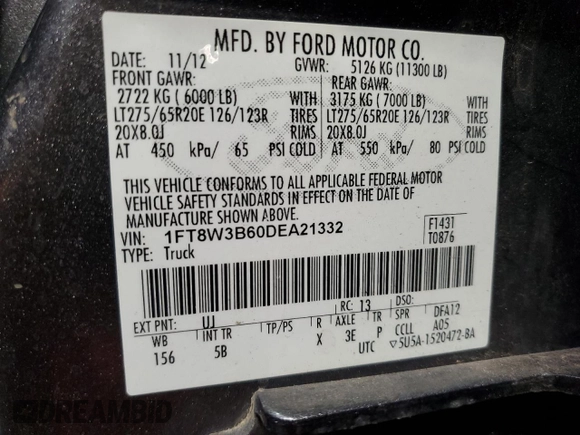 MFD. BY FORD MOTOR CO.
DATE: 11/12 GVWR: 5126 KG (11300 LB)
FRONT GAWR: REAR GAWR:
2722 KG ( 6000 LB) WITH 3175 KG ( 7000 LB) WITH
LT275/65R20E 126/123R TIRES LT275/65R20E 126/123R TIRES
20X8.0J RIMS 20X8.0J RIMS
AT 450 kPa/ 65 PSI COLD AT 550 kPa/ 80 PSI COLD
THIS VEHICLE CONFORMS TO ALL APPLICABLE FEDERAL MOTOR
VEHICLE SAFETY STANDARDS IN EFFECT ON THE DATE OF
MANUFACTURE SHOWN ABOVE.
VIN: 1FT8W3B60DEA21332 F1431
TYPE: Truck T0876
RC: 13 DSO:
EXT PNT: UJ DFA12
WB INT TR TP/PS R AXLE TR SPR
156 5B X 3E P CCLL A05
UTC ▽5U5A-1520472-BA
DREAMBID